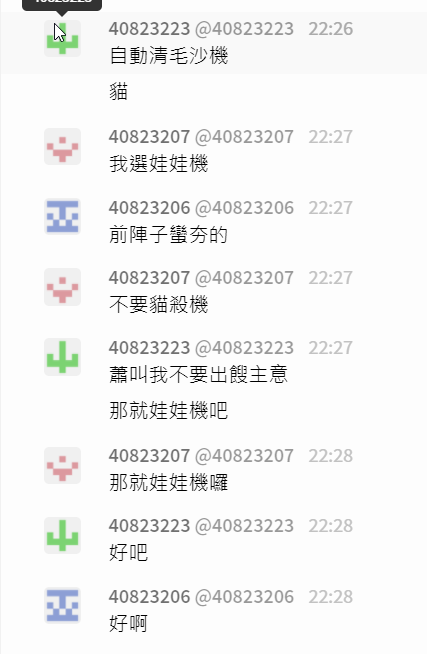 40823223 @40823223 22:26
自動清毛沙機
貓
40823207 @40823207 22:27
我選娃娃機
40823206 @40823206 22:27
前陣子蠻夯的
40823207 @40823207 22:27
不要貓殺機
40823223 @40823223 22:27
蕭叫我不要出餿主意
那就娃娃機吧
40823207 @40823207 22:28
那就娃娃機囉
40823223 @40823223 22:28
好吧
40823206 @40823206 22:28
好啊